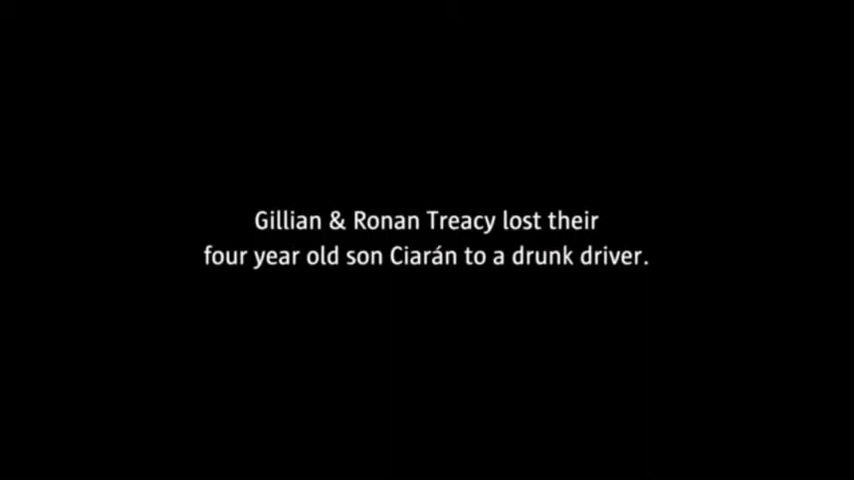 Gillian & Ronan Treacy lost their
four year old son Ciarán to a drunk driver.